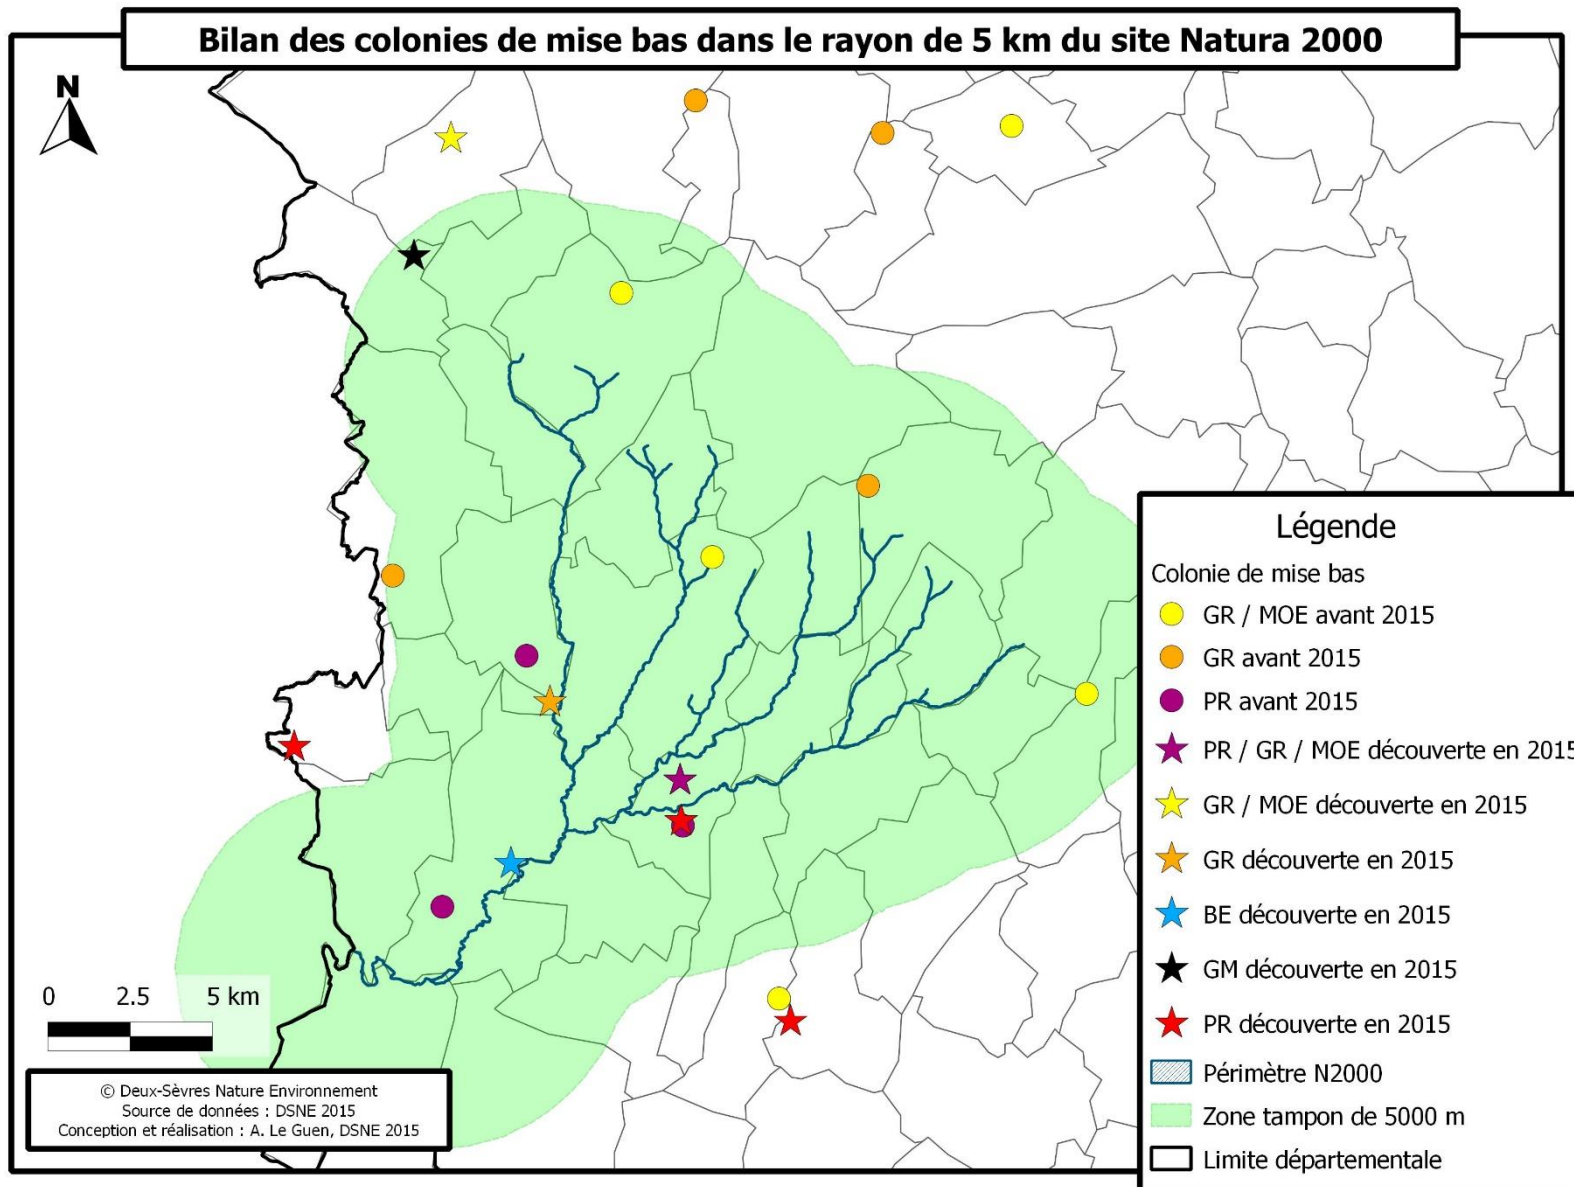 Bilan des colonies de mise bas dans le rayon de 5 km du site Natura 2000
N
Légende
Colonie de mise bas
GR / MOE avant 2015
GR avant 2015
PR avant 2015
PR / GR / MOE découverte en 2015
GR / MOE découverte en 2015
GR découverte en 2015
BE découverte en 2015
GM découverte en 2015
PR découverte en 2015
Périmètre N2000
Zone tampon de 5000 m
Limite départementale
0 2.5 5 km
© Deux-Sèvres Nature Environnement
Source de données : DSNE 2015
Conception et réalisation : A. Le Guen, DSNE 2015